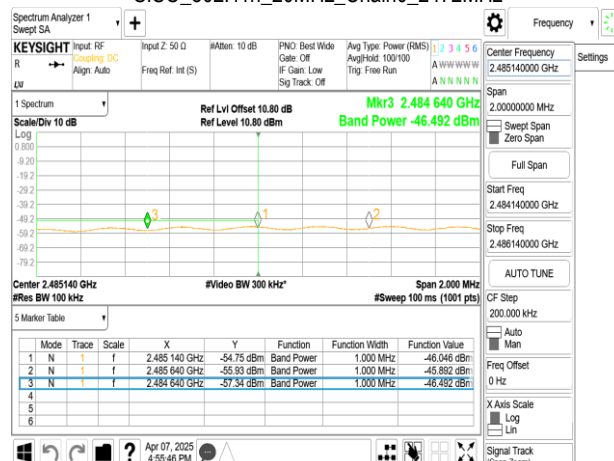 Spectrum Analyzer 1
Swept SA
Frequency
Settings
KEYSIGHT
R
Input: RF
Coupling: DC
Align: Auto
Input Z: 50 Ω
Freq Ref: Int (S)
#Atten: 10 dB
PNO: Best Wide
Gate: Off
IF Gain: Low
Sig Track: Off
Avg Type: Power (RMS)
Avg|Hold: 100/100
Trig: Free Run
1 2 3 4 5 6
A W W W W W
A N N N N N
LXI
1 Spectrum
Scale/Div 10 dB
Log
Ref Lvl Offset 10.80 dB
Ref Level 10.80 dBm
Mkr3 2.484 640 GHz
Band Power -46.492 dBm
0.800
-9.20
-19.2
-29.2
-39.2
-49.2
-59.2
-69.2
-79.2
3
1
2
Center 2.485140 GHz
#Res BW 100 kHz
#Video BW 300 kHz*
Span 2.000 MHz
#Sweep 100 ms (1001 pts)
5 Marker Table
Mode Trace Scale X Y Function Function Width Function Value
1 N 1 f 2.485 140 GHz -54.75 dBm Band Power 1.000 MHz -46.046 dBm
2 N 1 f 2.485 640 GHz -55.93 dBm Band Power 1.000 MHz -45.892 dBm
3 N 1 f 2.484 640 GHz -57.34 dBm Band Power 1.000 MHz -46.492 dBm
4
5
6
Apr 07, 2025
4:55:46 PM
Center Frequency
2.485140000 GHz
Span
2.00000000 MHz
Swept Span
Zero Span
Full Span
Start Freq
2.484140000 GHz
Stop Freq
2.486140000 GHz
AUTO TUNE
CF Step
200.000 kHz
Auto
Man
Freq Offset
0 Hz
X Axis Scale
Log
Lin
Signal Track